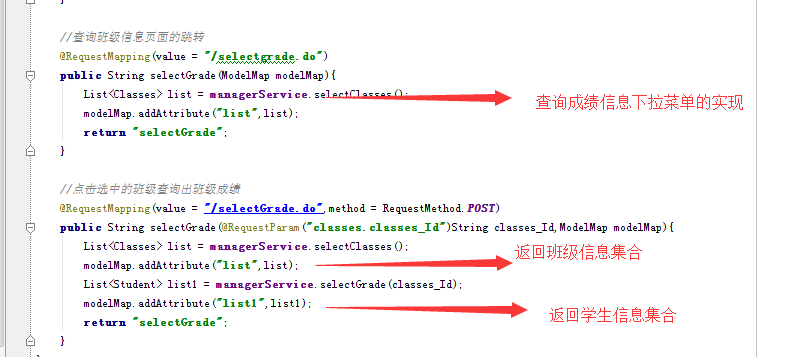 }
//查询班级信息页面的跳转
@RequestMapping(value = "/selectgrade.do")
public String selectGrade(ModelMap modelMap){
List<Classes> list = managerService.selectClasses();
查询成绩信息下拉菜单的实现
modelMap.addAttribute("list",list);
return "selectGrade";
}
//点击选中的班级查询出班级成绩
@RequestMapping(value = "/selectGrade.do",method = RequestMethod.POST)
public String selectGrade(@RequestParam("classes.classes_Id")String classes_Id,ModelMap modelMap){
List<Classes> list = managerService.selectClasses();
返回班级信息集合
modelMap.addAttribute("list",list);
List<Student> list1 = managerService.selectGrade(classes_Id);
modelMap.addAttribute("list1",list1);
返回学生信息集合
return "selectGrade";
}